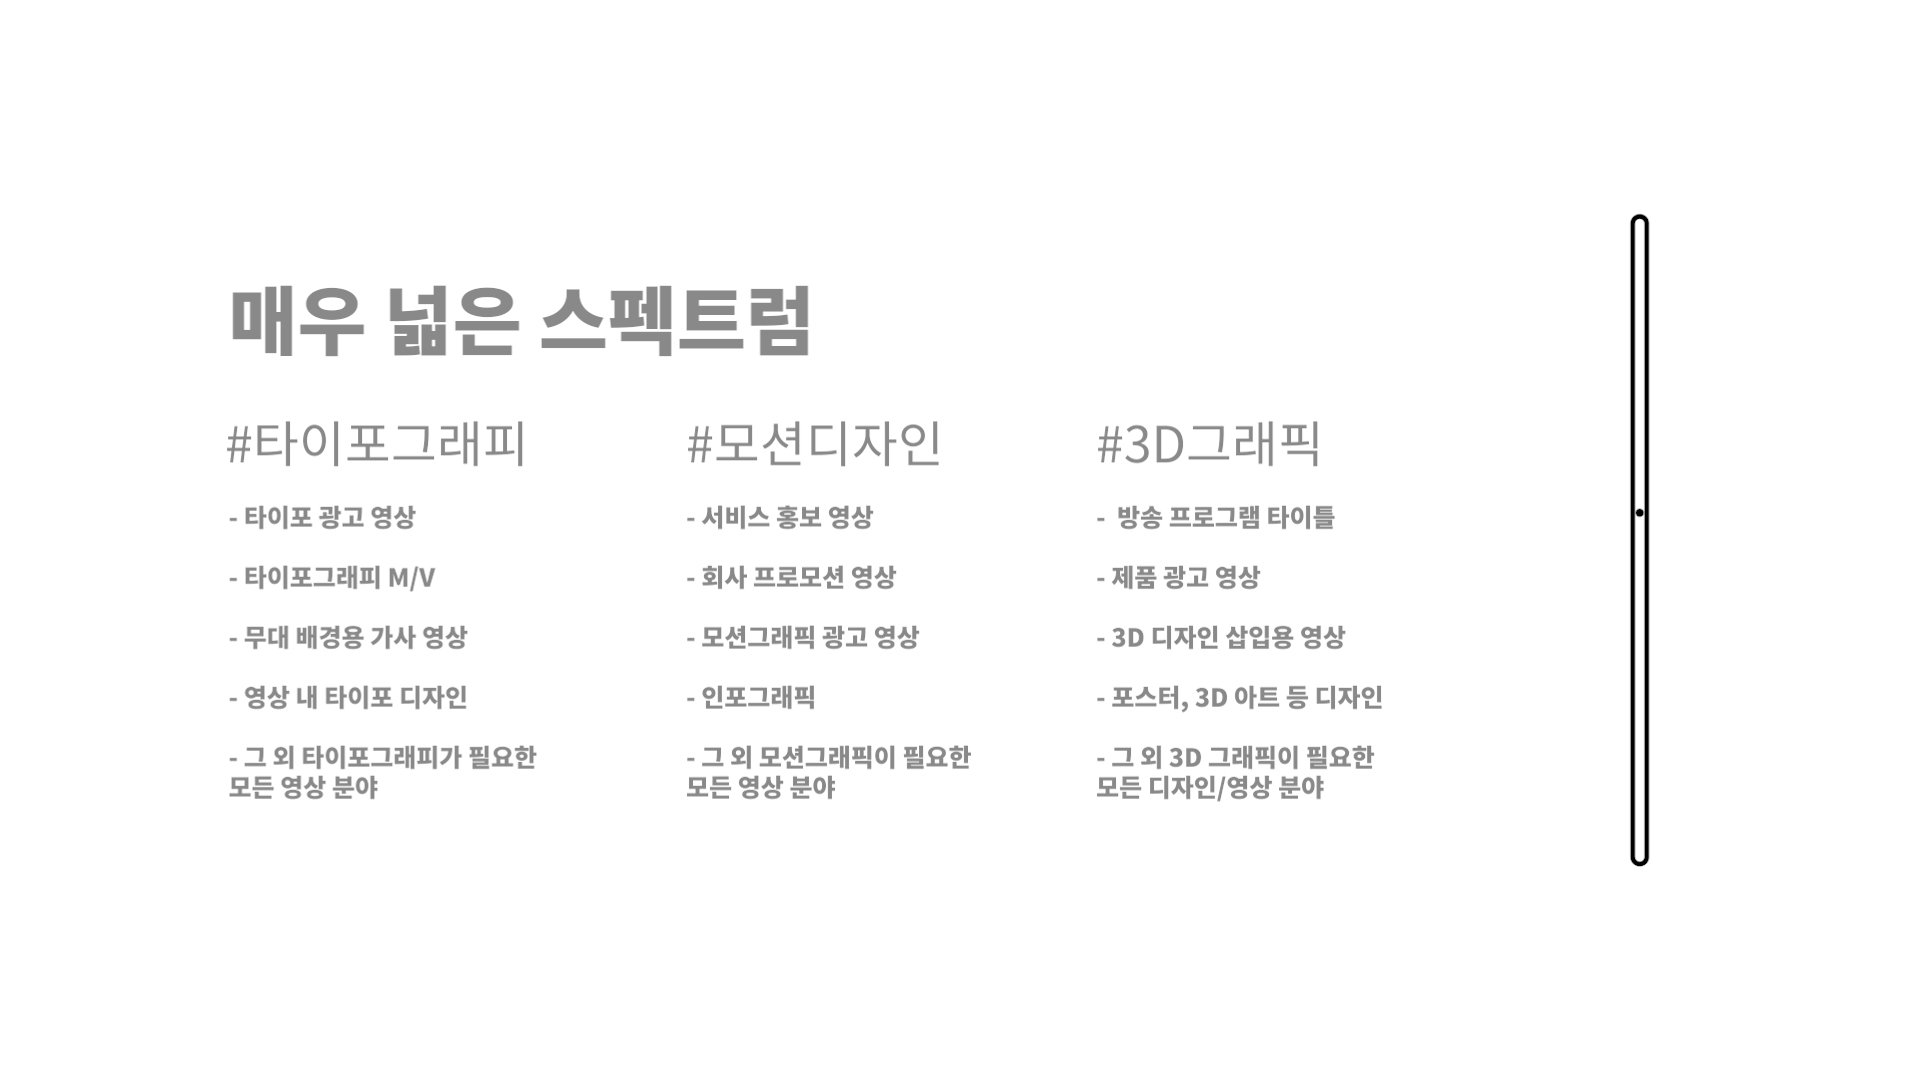 매우 넓은 스펙트럼
#타이포그래피
- 타이포 광고 영상
- 타이포그래피 M/V
- 무대 배경용 가사 영상
- 영상 내 타이포 디자인
- 그 외 타이포그래피가 필요한
모든 영상 분야
#모션디자인
- 서비스 홍보 영상
- 회사 프로모션 영상
- 모션그래픽 광고 영상
- 인포그래픽
- 그 외 모션그래픽이 필요한
모든 영상 분야
#3D그래픽
- 방송 프로그램 타이틀
- 제품 광고 영상
- 3D 디자인 삽입용 영상
- 포스터, 3D 아트 등 디자인
- 그 외 3D 그래픽이 필요한
모든 디자인/영상 분야